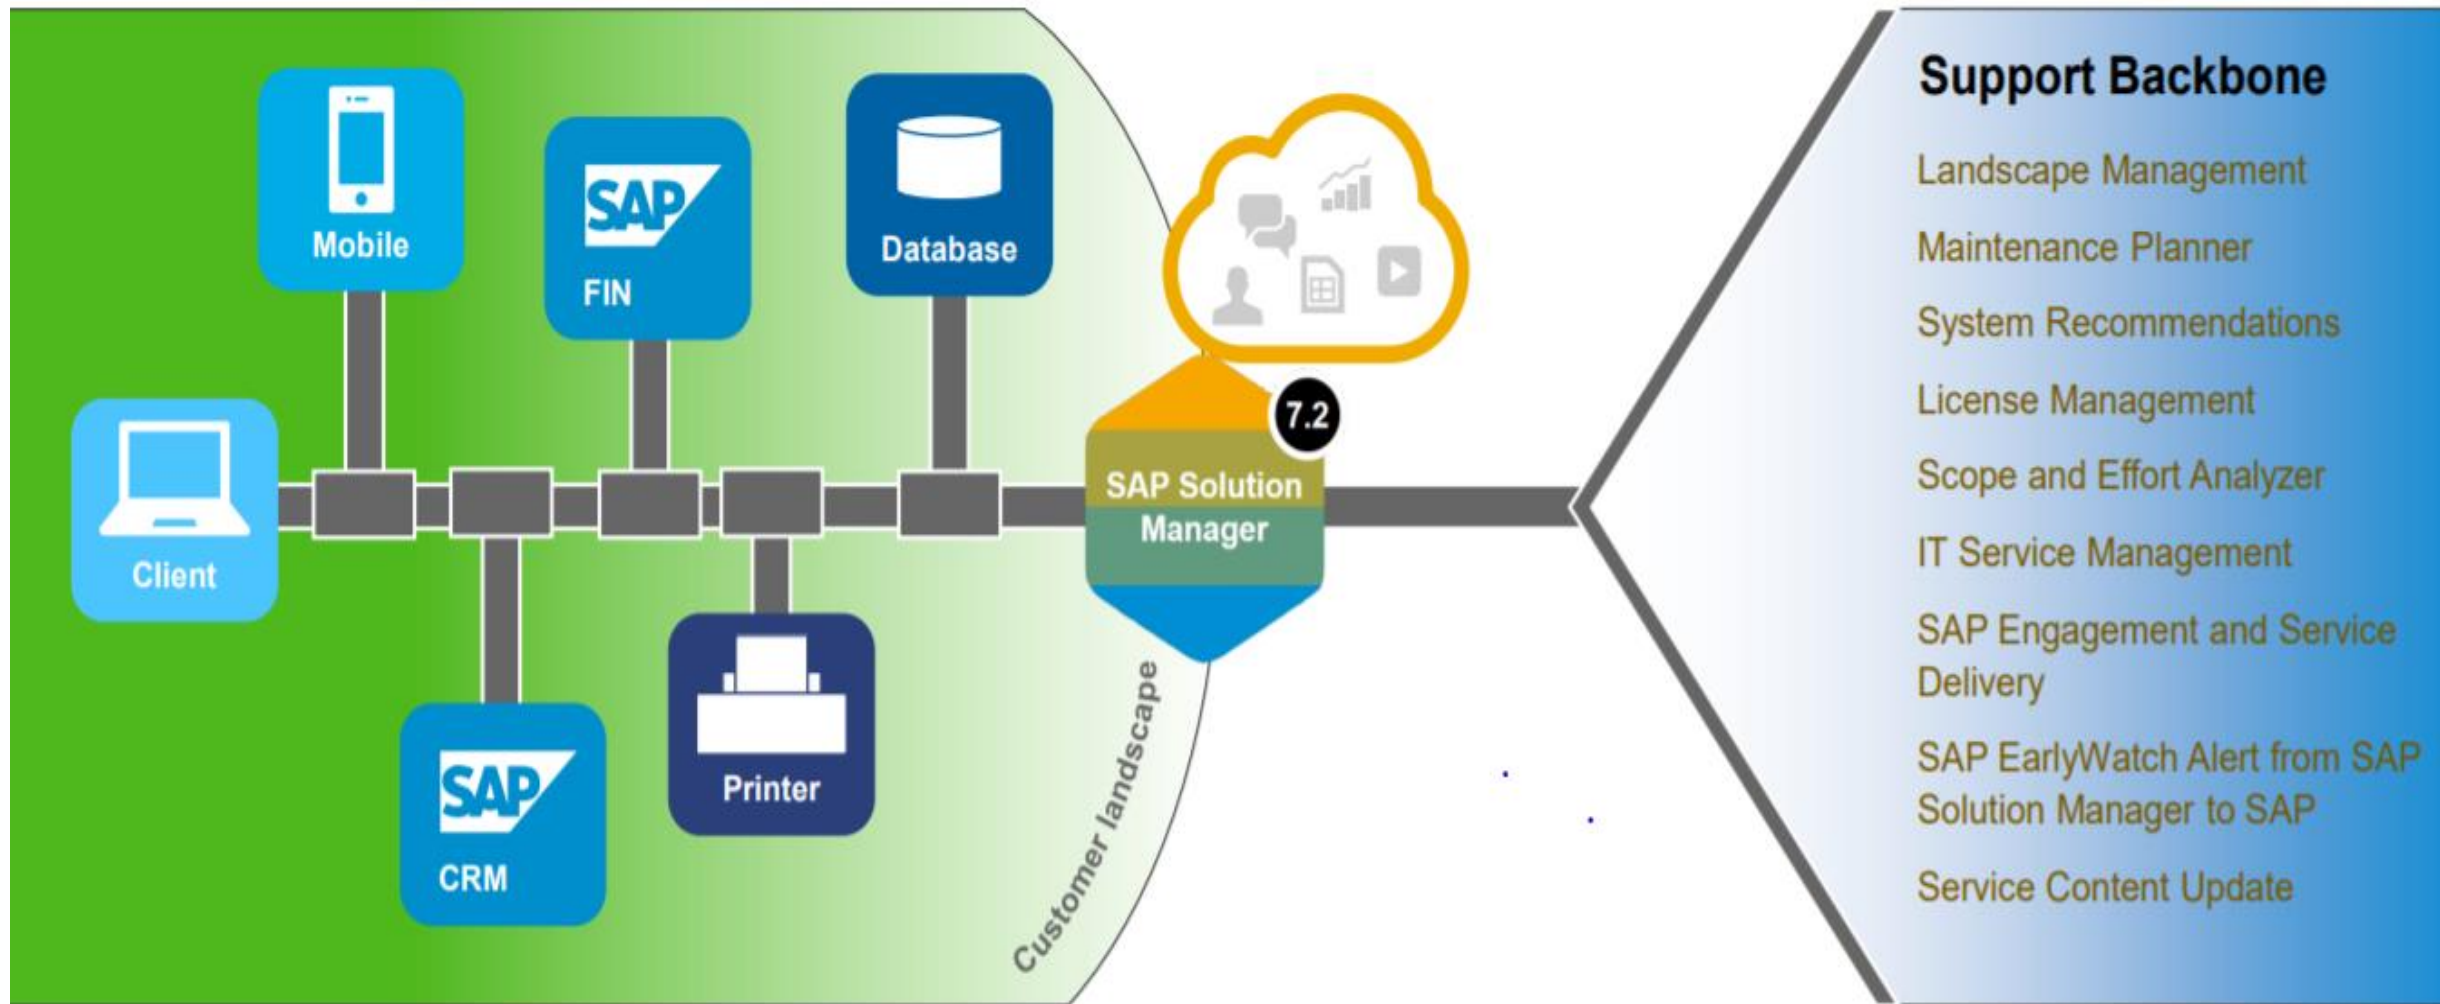 Mobile
SAP
FIN
Database
Client
SAP
CRM
Printer
Customer landscape
7.2
SAP Solution
Manager
Support Backbone
Landscape Management
Maintenance Planner
System Recommendations
License Management
Scope and Effort Analyzer
IT Service Management
SAP Engagement and Service
Delivery
SAP EarlyWatch Alert from SAP
Solution Manager to SAP
Service Content Update